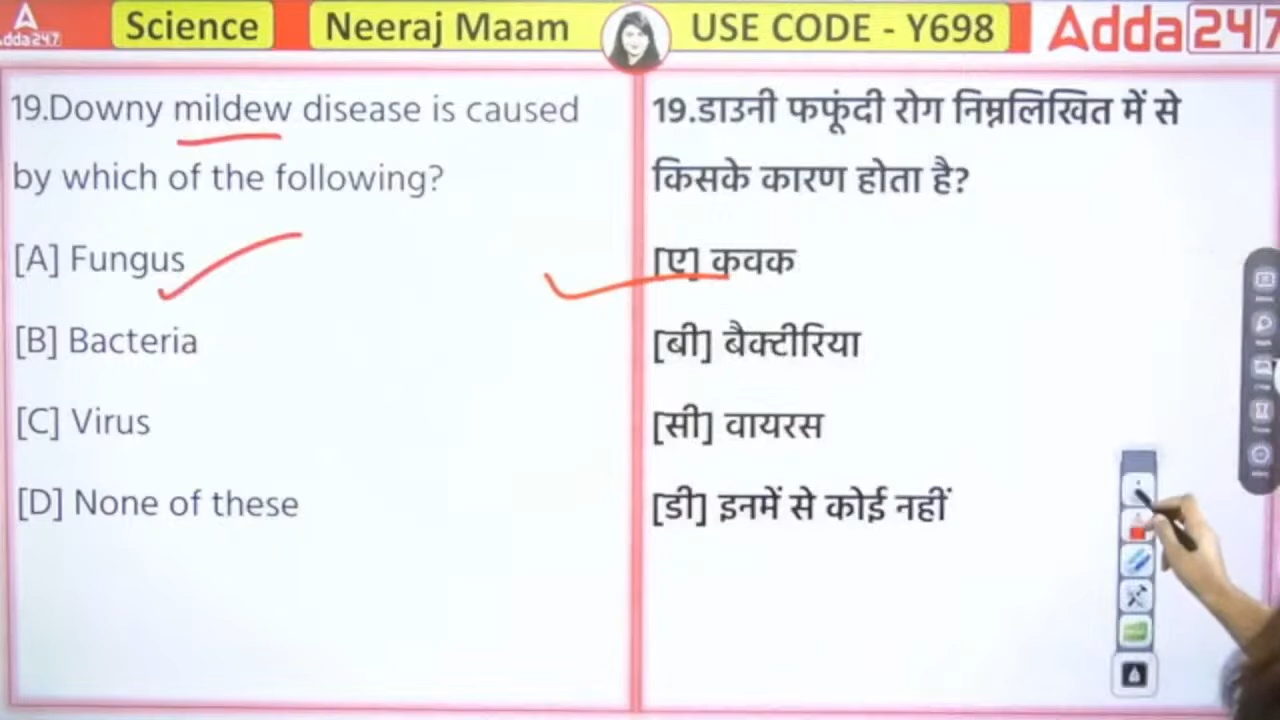 Science
Neeraj Maam
USE CODE - Y698
Adda247
Adda247
19.Downy mildew disease is caused
by which of the following?
[A] Fungus
[B] Bacteria
[C] Virus
[D] None of these
19.डाउनी फफूंदी रोग निम्नलिखित में से
किसके कारण होता है?
[ए] कवक
[बी] बैक्टीरिया
[सी] वायरस
[डी] इनमें से कोई नहीं